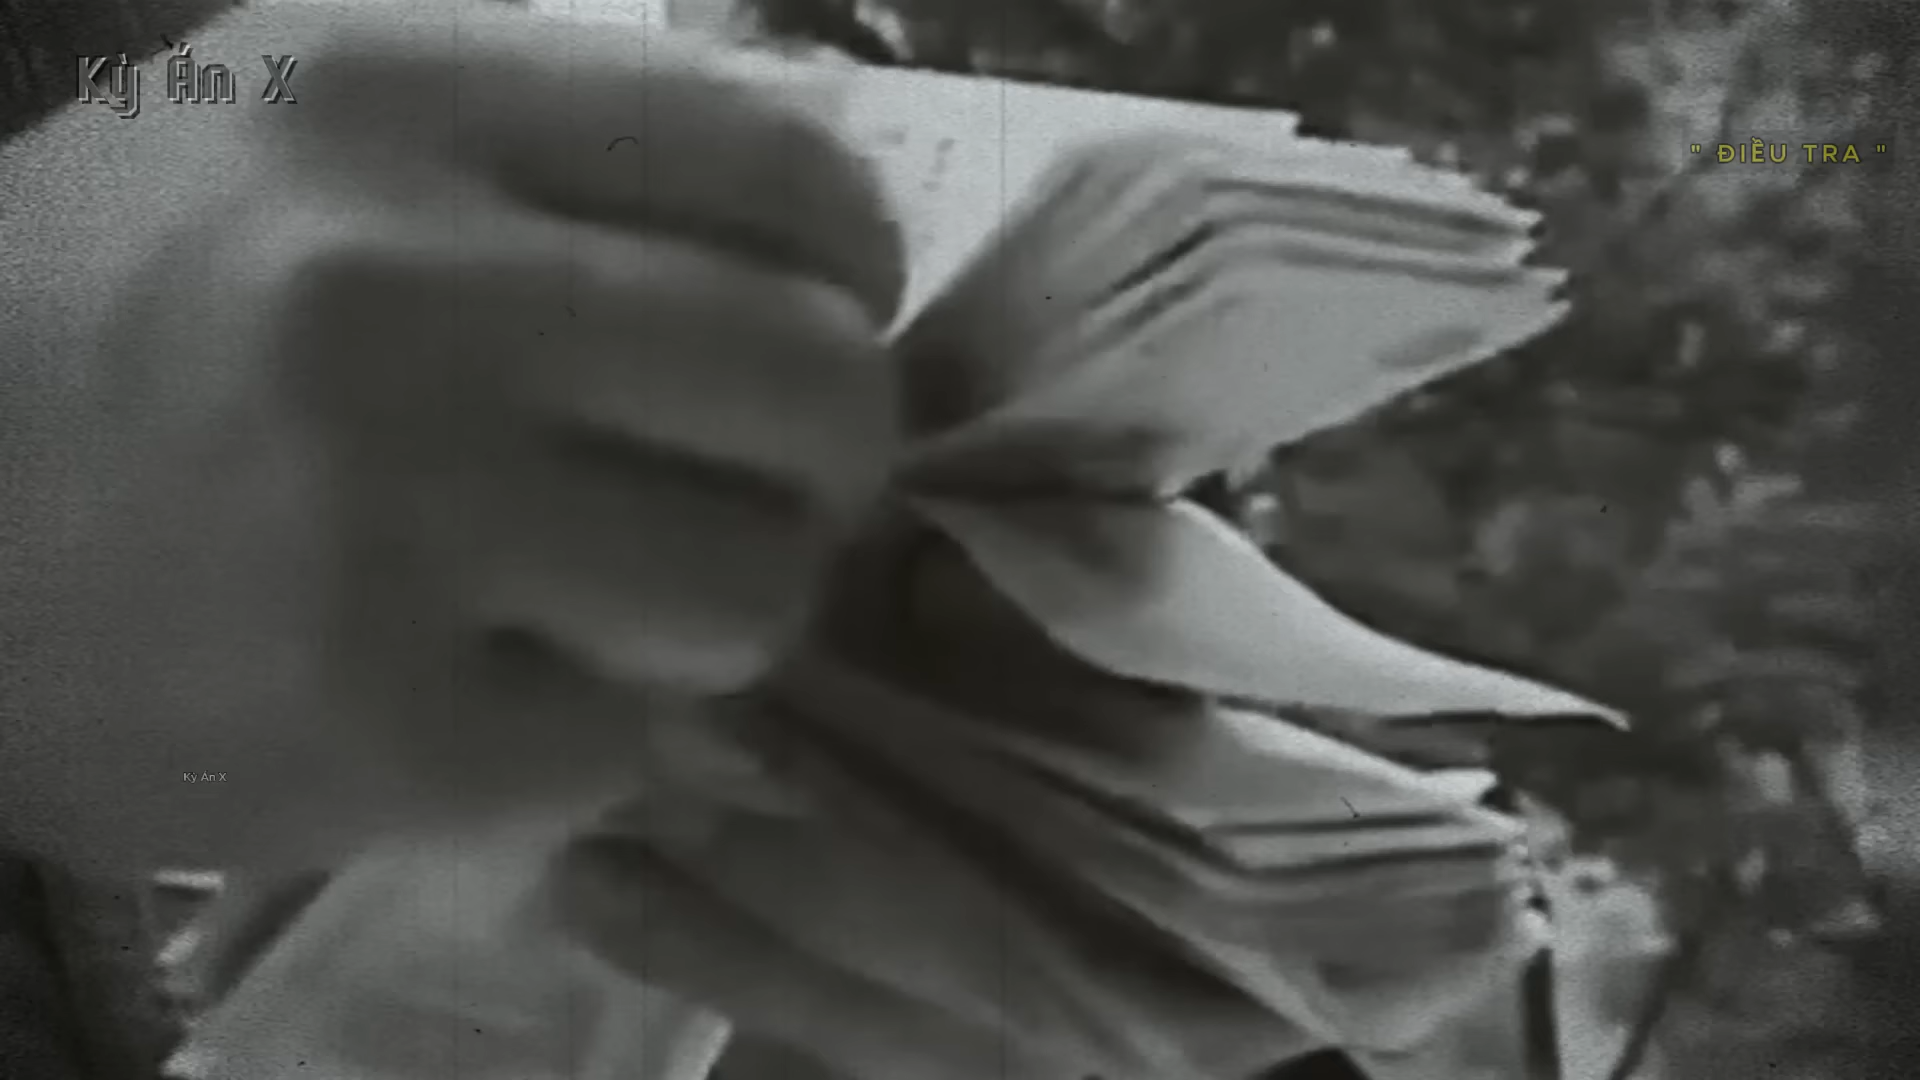 Kỳ Án X
" ĐIỀU TRA "
Kỳ Án X